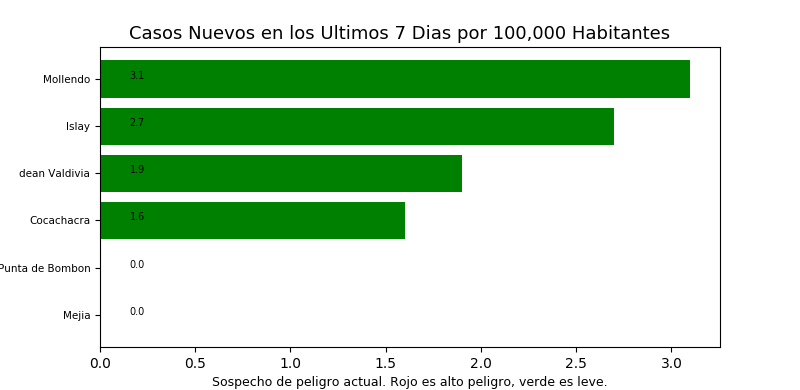 Casos Nuevos en los Ultimos 7 Dias por 100,000 Habitantes
Mollendo 3.1
Islay 2.7
dean Valdivia 1.9
Cocachacra 1.6
Punta de Bombon 0.0
Mejia 0.0
0.0 0.5 1.0 1.5 2.0 2.5 3.0
Sospecho de peligro actual. Rojo es alto peligro, verde es leve.